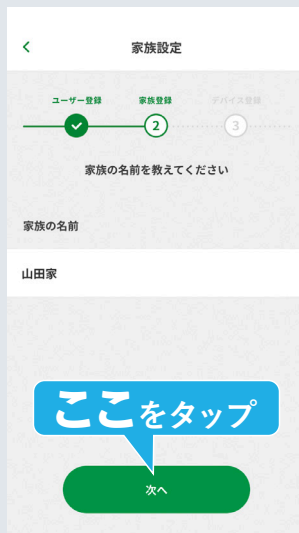 家族設定
ユーザー登録 家族登録 デバイス登録
2 3
家族の名前を教えてください
家族の名前
山田家
ここをタップ
次へ